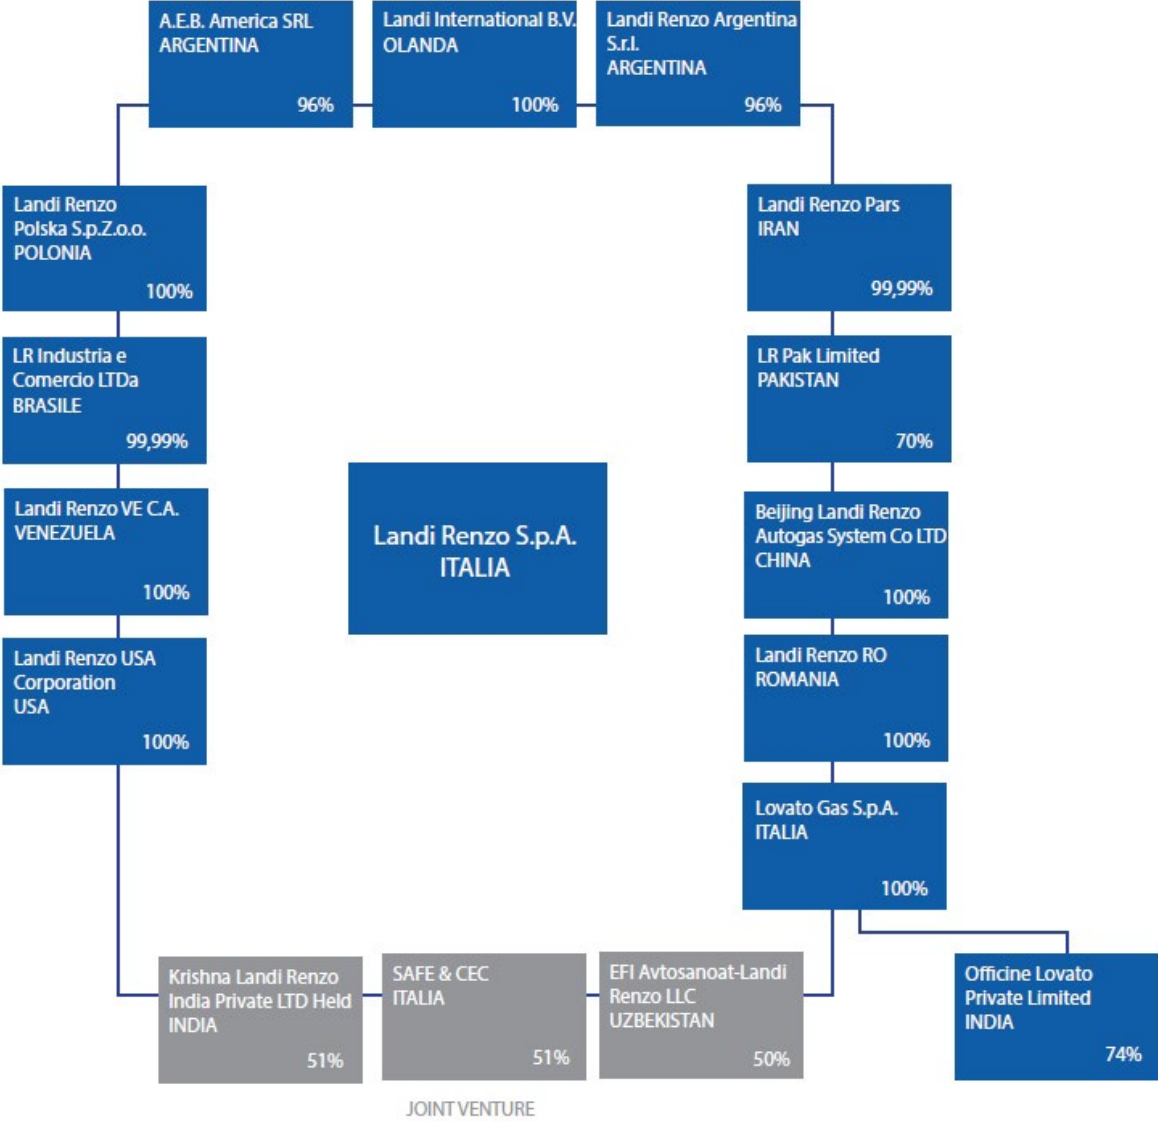 A.E.B. America SRL
ARGENTINA
96%
Landi International B.V.
OLANDA
100%
Landi Renzo Argentina
S.r.l.
ARGENTINA
96%
Landi Renzo
Polska S.p.Z.o.o.
POLONIA
100%
Landi Renzo Pars
IRAN
99,99%
LR Industria e
Comercio LTDa
BRASILE
99,99%
LR Pak Limited
PAKISTAN
70%
Landi Renzo VE C.A.
VENEZUELA
100%
Landi Renzo S.p.A.
ITALIA
Beijing Landi Renzo
Autogas System Co LTD
CHINA
100%
Landi Renzo USA
Corporation
USA
100%
Landi Renzo RO
ROMANIA
100%
Lovato Gas S.p.A.
ITALIA
100%
Krishna Landi Renzo
India Private LTD Held
INDIA
51%
SAFE & CEC
ITALIA
51%
EFI Avtosanoat-Landi
Renzo LLC
UZBEKISTAN
50%
Officine Lovato
Private Limited
INDIA
74%
JOINT VENTURE